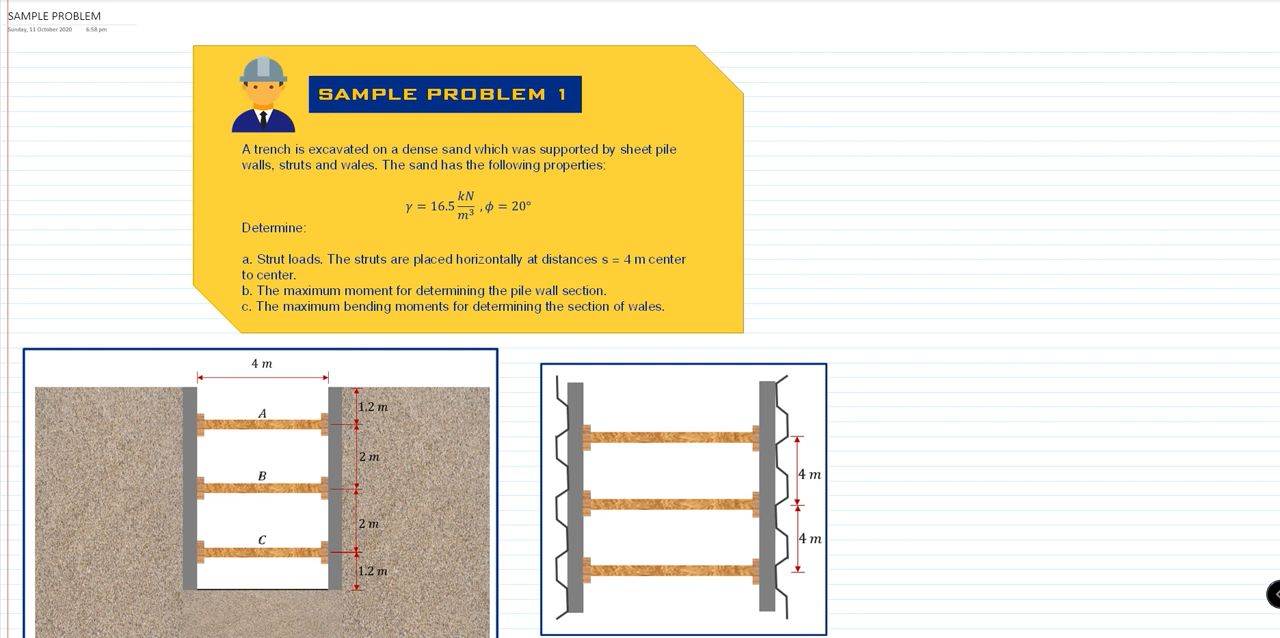 SAMPLE PROBLEM
Sunday, 11 October 2020 6:58 pm
SAMPLE PROBLEM 1
A trench is excavated on a dense sand which was supported by sheet pile
walls, struts and wales. The sand has the following properties:
γ = 16.5 kN/m³ , ϕ = 20°
Determine:
a. Strut loads. The struts are placed horizontally at distances s = 4 m center
to center.
b. The maximum moment for determining the pile wall section.
c. The maximum bending moments for determining the section of wales.
4 m
1.2 m
A
2 m
B
2 m
C
1.2 m
4 m
4 m